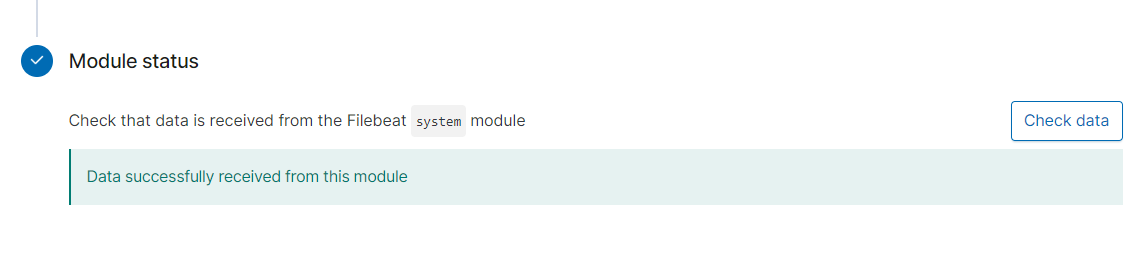 Module status
Check that data is received from the Filebeat system module
Check data
Data successfully received from this module